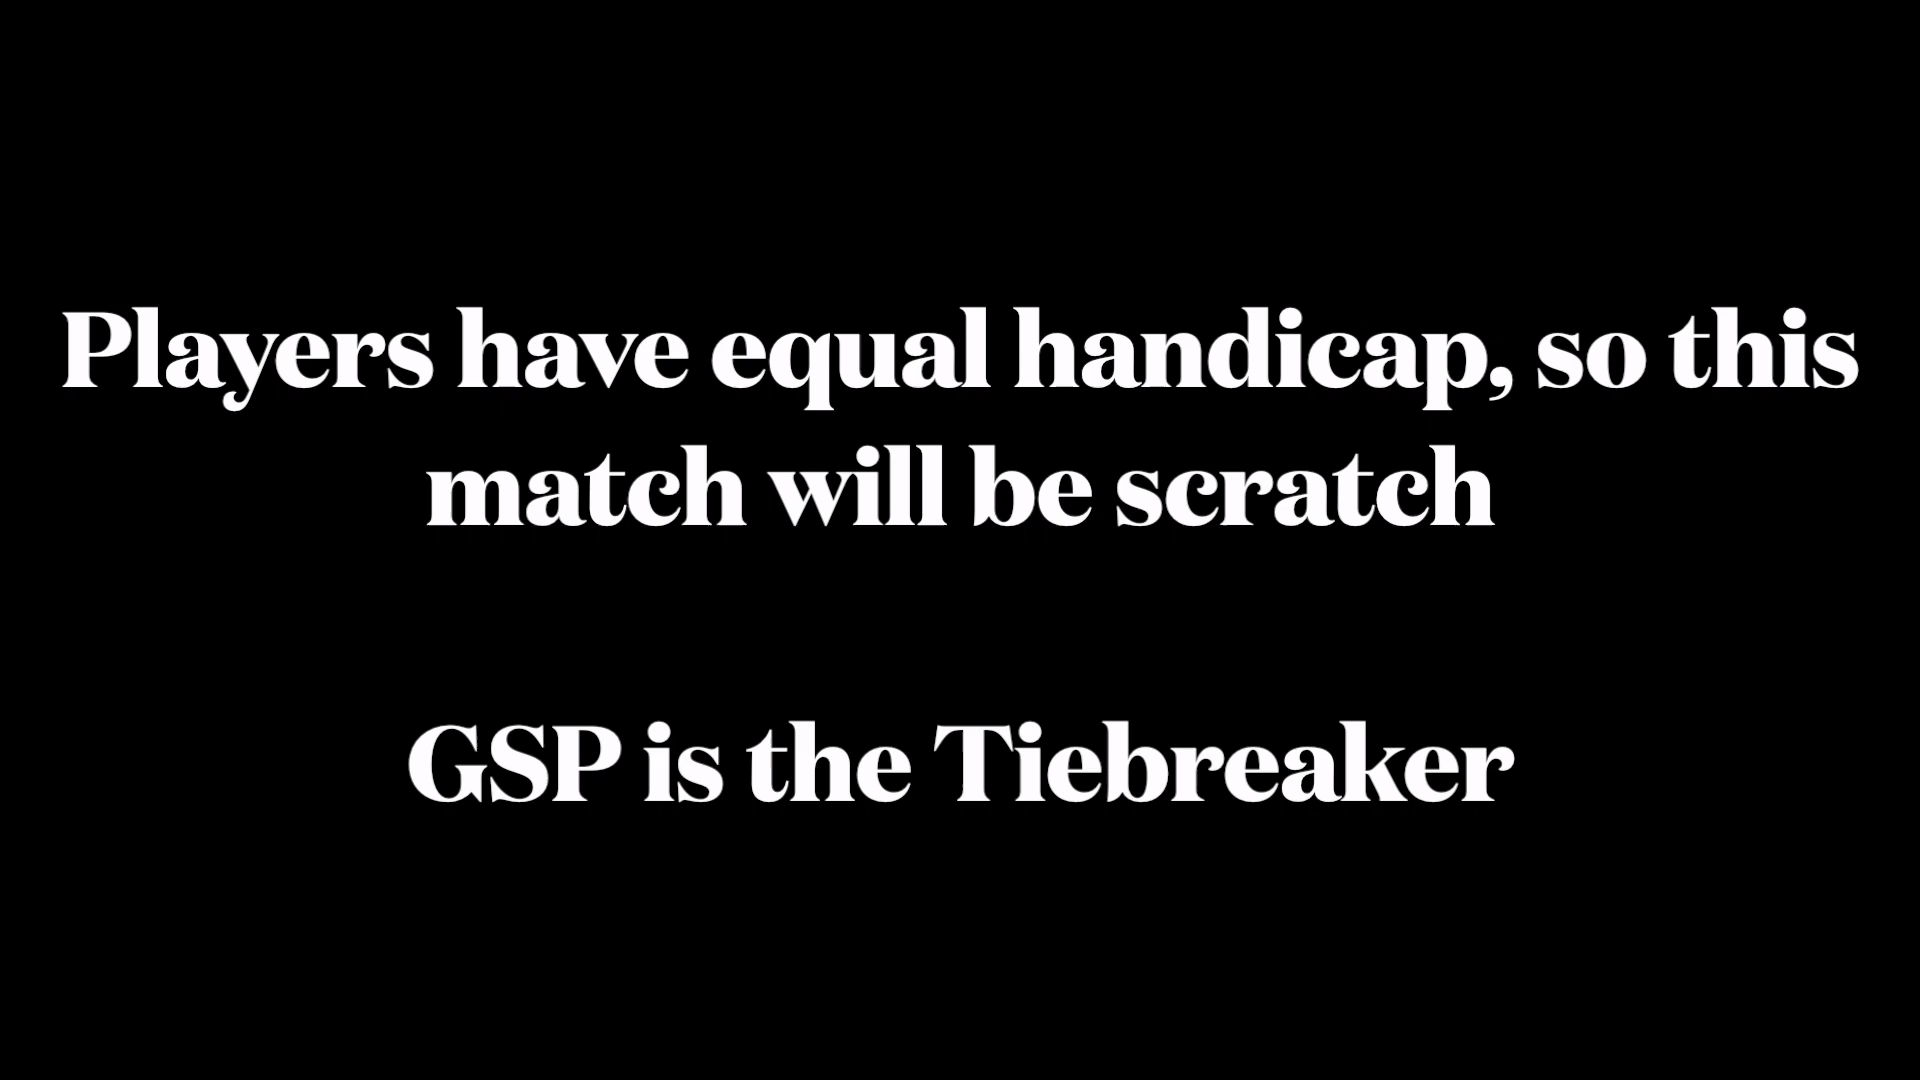 Players have equal handicap, so this
match will be scratch
GSP is the Tiebreaker